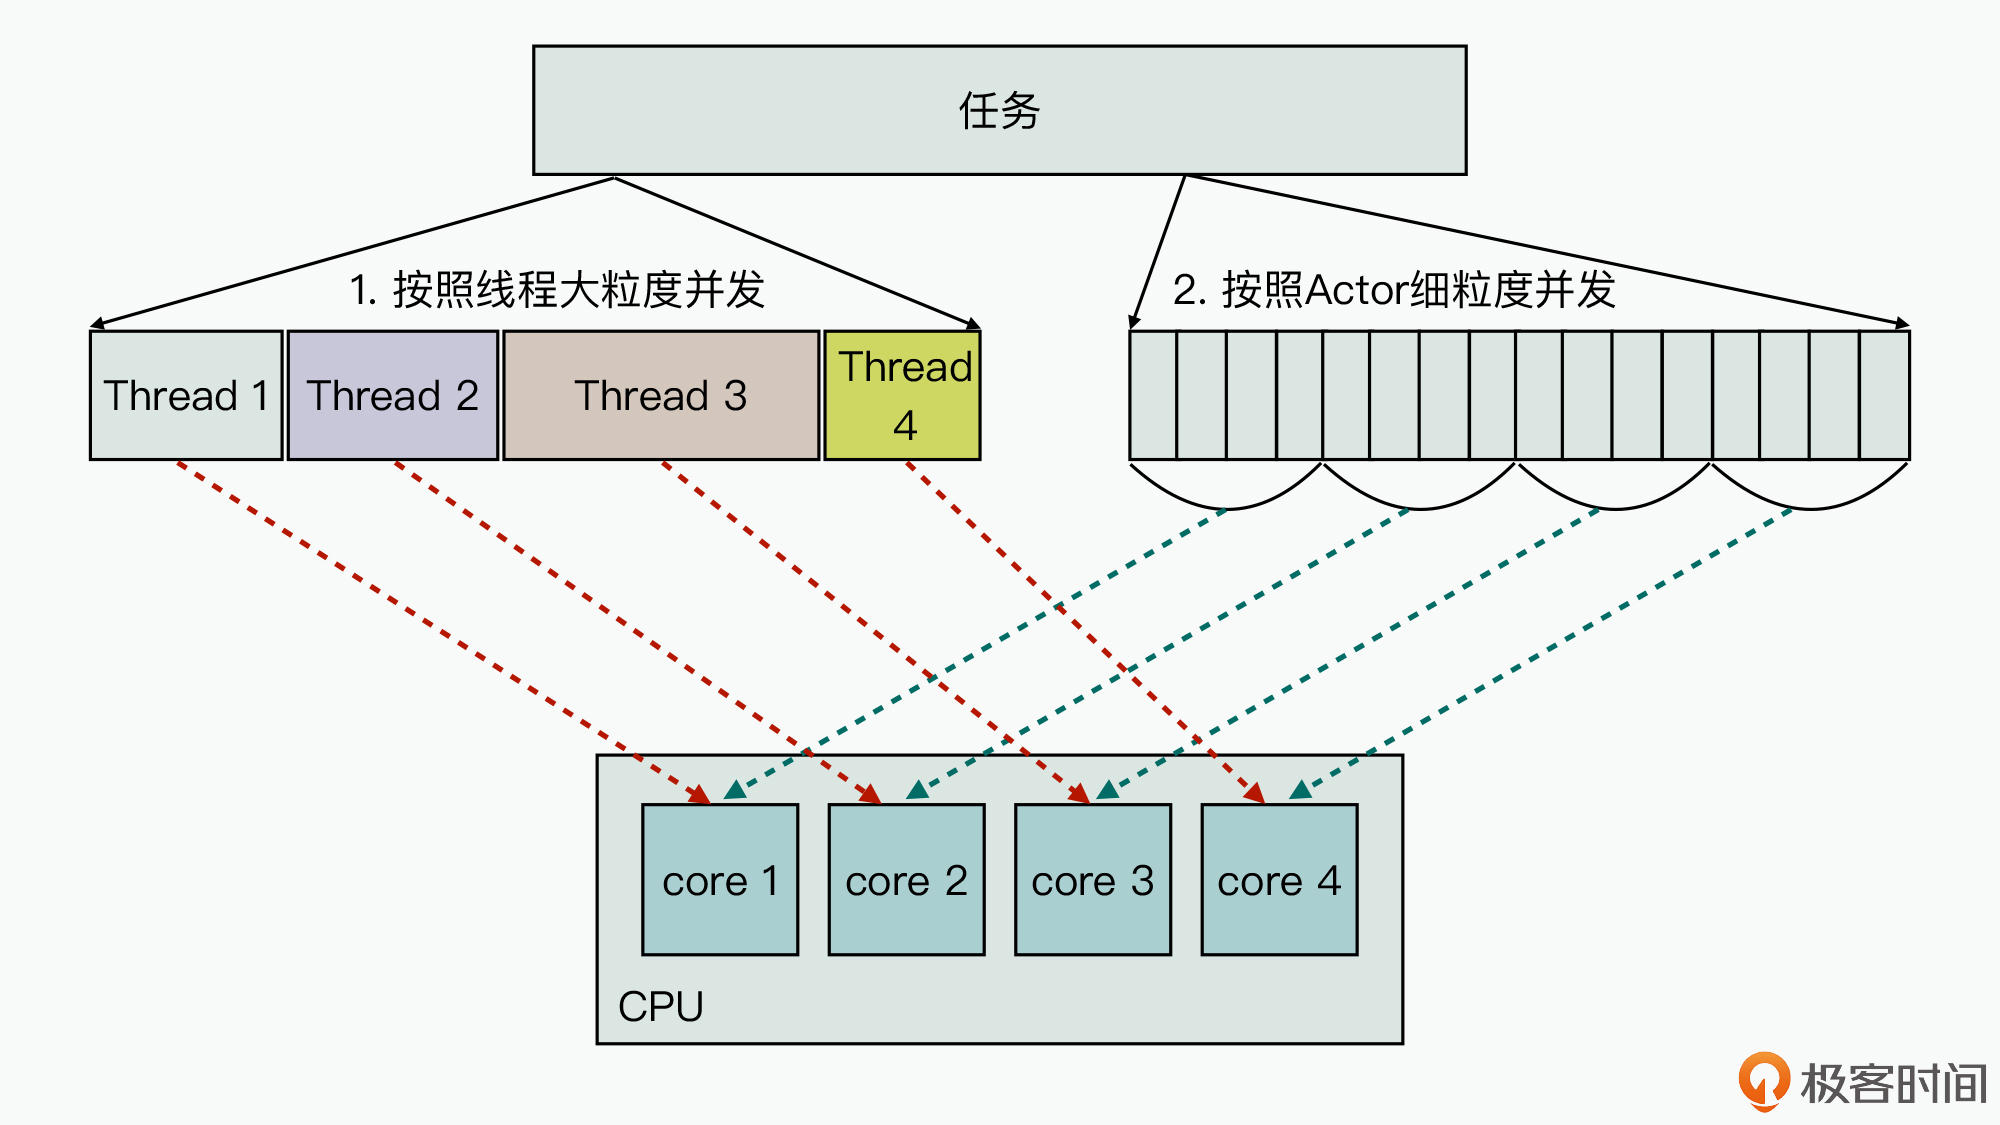 任务
1. 按照线程大粒度并发
2. 按照Actor细粒度并发
Thread 1
Thread 2
Thread 3
Thread
4
core 1
core 2
core 3
core 4
CPU
极客时间